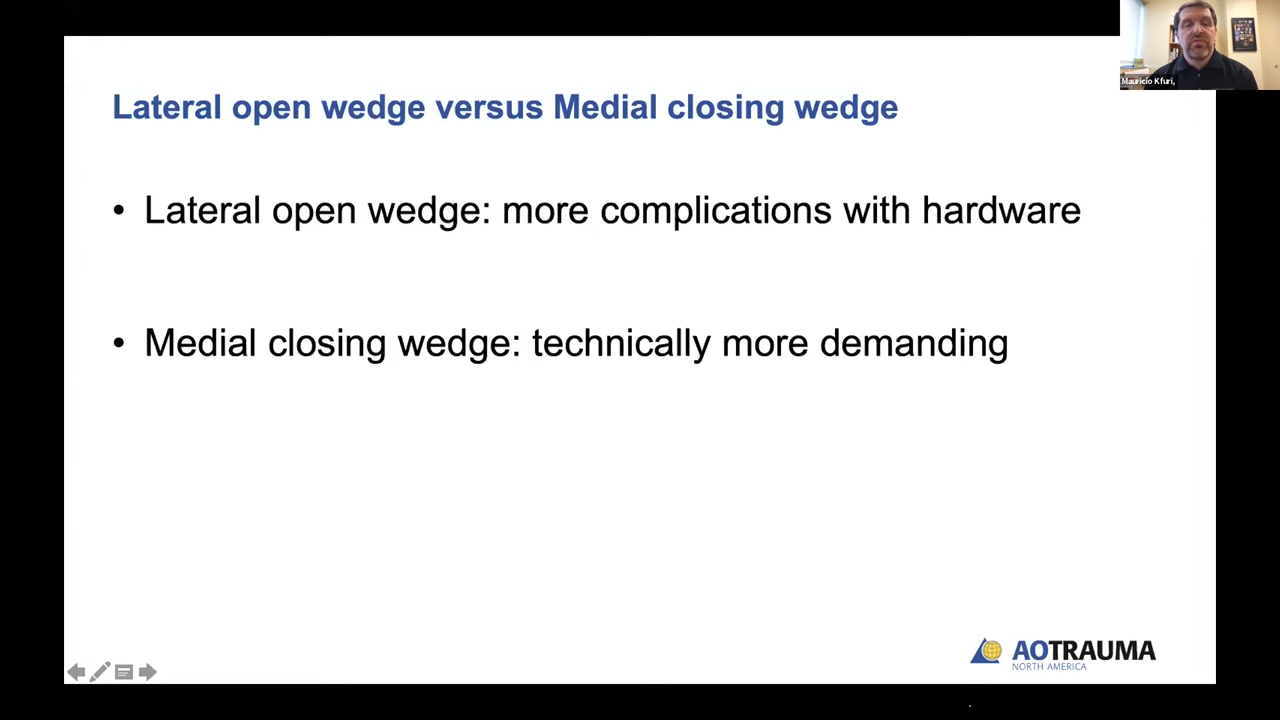 Mauricio Kfuri,
Lateral open wedge versus Medial closing wedge
• Lateral open wedge: more complications with hardware
• Medial closing wedge: technically more demanding
AOTRAUMA
NORTH AMERICA